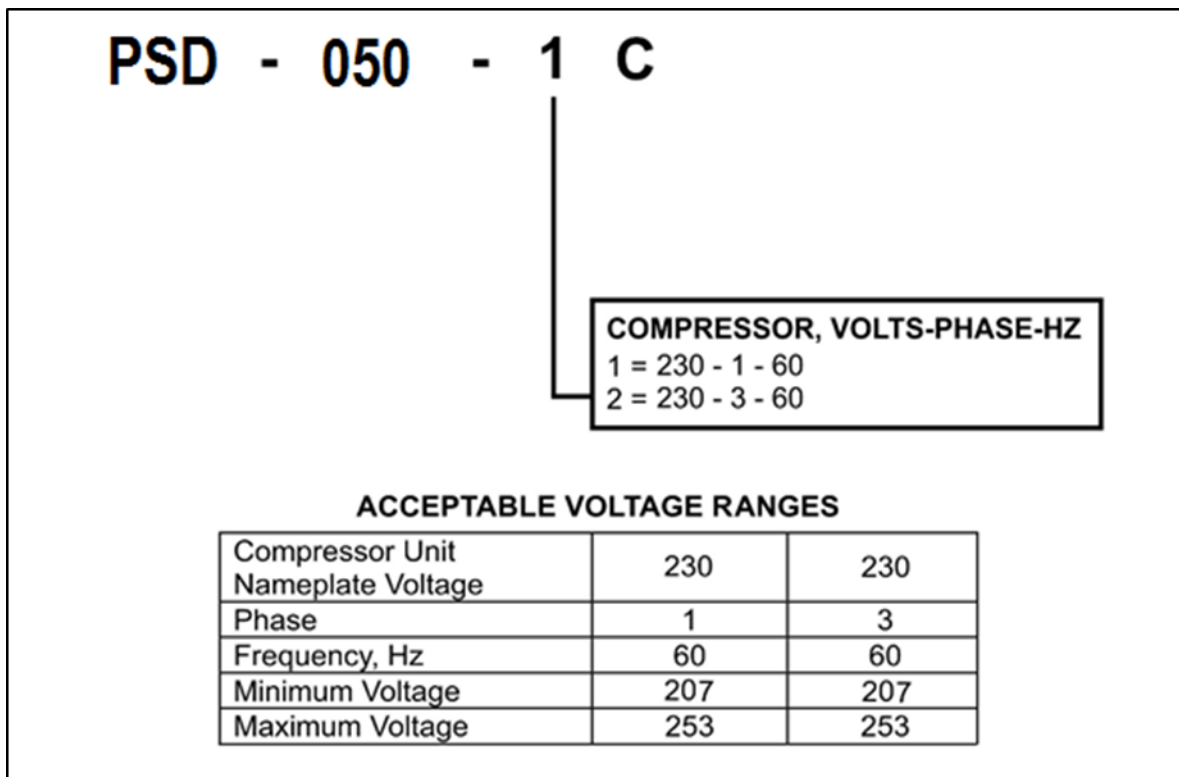 PSD - 050 - 1 C
COMPRESSOR, VOLTS-PHASE-HZ
1 = 230 - 1 - 60
2 = 230 - 3 - 60
ACCEPTABLE VOLTAGE RANGES
Compressor Unit
Nameplate Voltage 230 230
Phase 1 3
Frequency, Hz 60 60
Minimum Voltage 207 207
Maximum Voltage 253 253